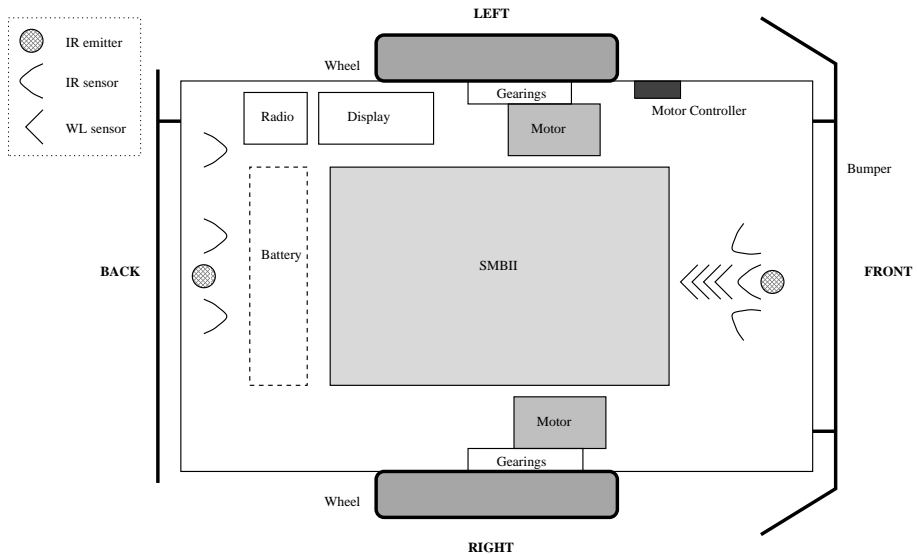 LEFT
IR emitter
IR sensor
WL sensor
Wheel
Gearings
Radio
Display
Motor
Motor Controller
Bumper
BACK
Battery
SMBII
FRONT
Motor
Gearings
Wheel
RIGHT